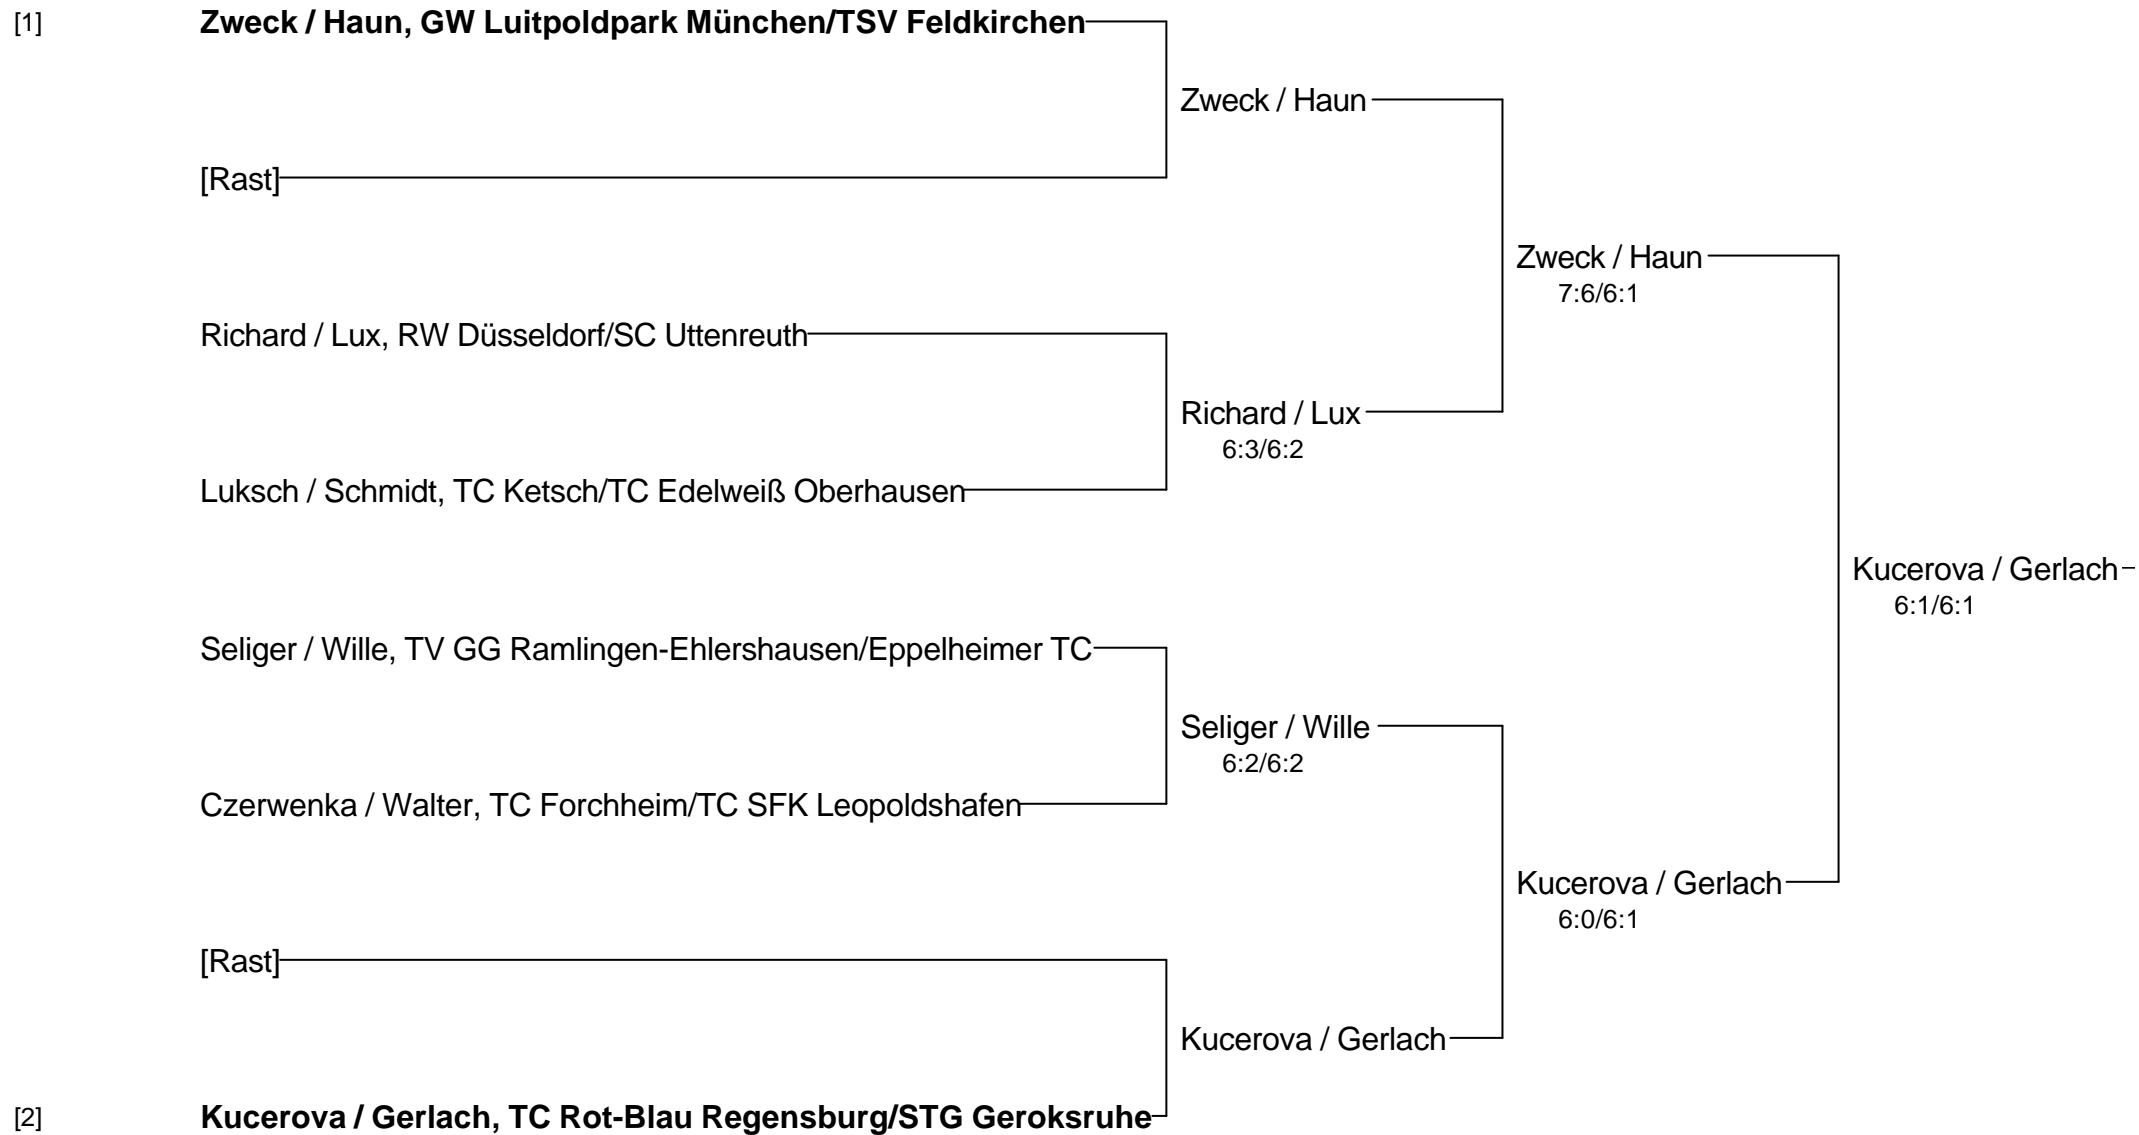 [1] Zweck / Haun, GW Luitpoldpark München/TSV Feldkirchen
Zweck / Haun
[Rast]
Zweck / Haun
7:6/6:1
Richard / Lux, RW Düsseldorf/SC Uttenreuth
Richard / Lux
6:3/6:2
Luksch / Schmidt, TC Ketsch/TC Edelweiß Oberhausen
Kucerova / Gerlach
6:1/6:1
Seliger / Wille, TV GG Ramlingen-Ehlershausen/Eppelheimer TC
Seliger / Wille
6:2/6:2
Czerwenka / Walter, TC Forchheim/TC SFK Leopoldshafen
Kucerova / Gerlach
6:0/6:1
[Rast]
Kucerova / Gerlach
[2] Kucerova / Gerlach, TC Rot-Blau Regensburg/STG Geroksruhe